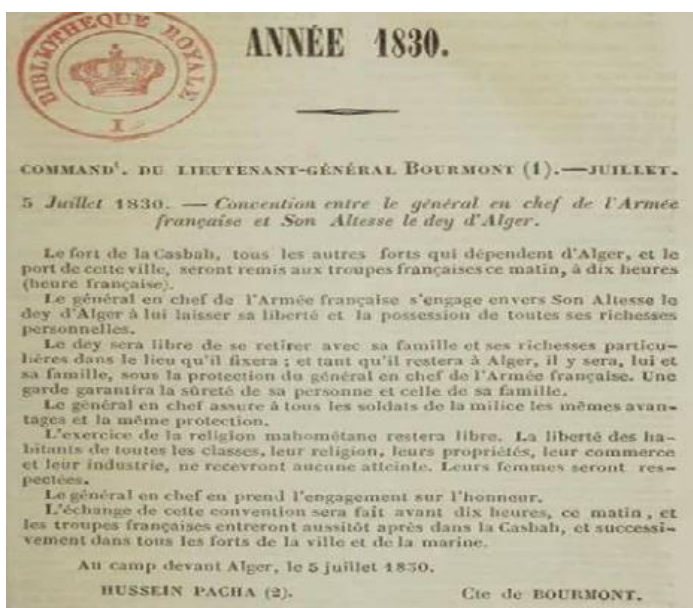 BIBLIOTHEQUE ROYALE
I
ANNÉE 1830.
COMMANDt. DU LIEUTENANT-GÉNÉRAL BOURMONT (1).—JUILLET.
5 Juillet 1830. — Convention entre le général en chef de l'Armée
française et Son Altesse le dey d'Alger.
Le fort de la Casbah, tous les autres forts qui dépendent d'Alger, et le
port de cette ville, seront remis aux troupes françaises ce matin, à dix heures
(heure française).
Le général en chef de l'Armée française s'engage envers Son Altesse le
dey d'Alger à lui laisser sa liberté et la possession de toutes ses richesses
personnelles.
Le dey sera libre de se retirer avec sa famille et ses richesses particu-
lières dans le lieu qu'il fixera ; et tant qu'il restera à Alger, il y sera, lui et
sa famille, sous la protection du général en chef de l'Armée française. Une
garde garantira la sûreté de sa personne et celle de sa famille.
Le général en chef assure à tous les soldats de la milice les mêmes avan-
tages et la même protection.
L'exercice de la religion mahométane restera libre. La liberté des ha-
bitants de toutes les classes, leur religion, leurs propriétés, leur commerce
et leur industrie, ne recevront aucune atteinte. Leurs femmes seront res-
pectées.
Le général en chef en prend l'engagement sur l'honneur.
L'échange de cette convention sera fait avant dix heures, ce matin, et
les troupes françaises entreront aussitôt après dans la Casbah, et successi-
vement dans tous les forts de la ville et de la marine.
Au camp devant Alger, le 5 juillet 1830.
HUSSEIN PACHA (2). Cte de BOURMONT.